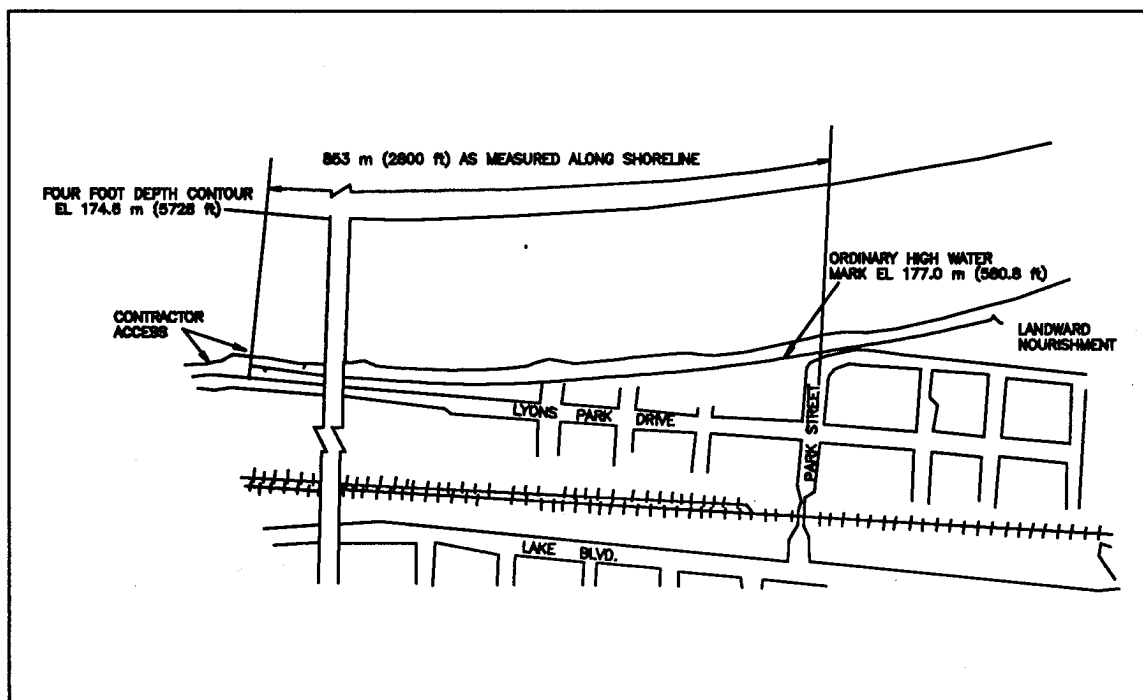 853 m (2800 ft) AS MEASURED ALONG SHORELINE
FOUR FOOT DEPTH CONTOUR
EL 174.6 m (5728 ft)
ORDINARY HIGH WATER
MARK EL 177.0 m (580.8 ft)
CONTRACTOR
ACCESS
LANDWARD
NOURISHMENT
LYONS PARK DRIVE
PARK STREET
LAKE BLVD.